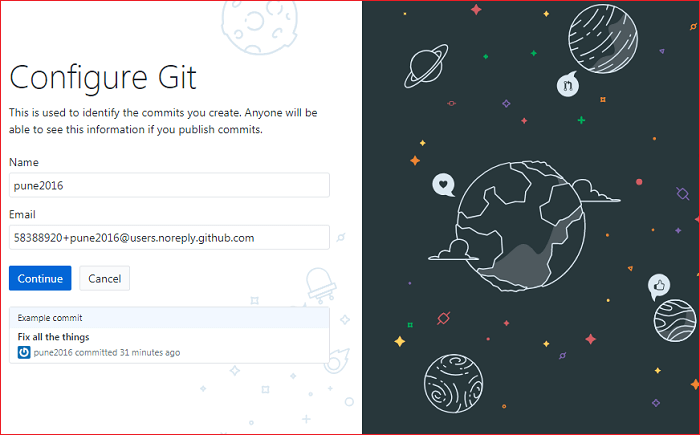 Configure Git
This is used to identify the commits you create. Anyone will be
able to see this information if you publish commits.
Name
pune2016
Email
58388920+pune2016@users.noreply.github.com
Continue Cancel
Example commit
Fix all the things
pune2016 committed 31 minutes ago